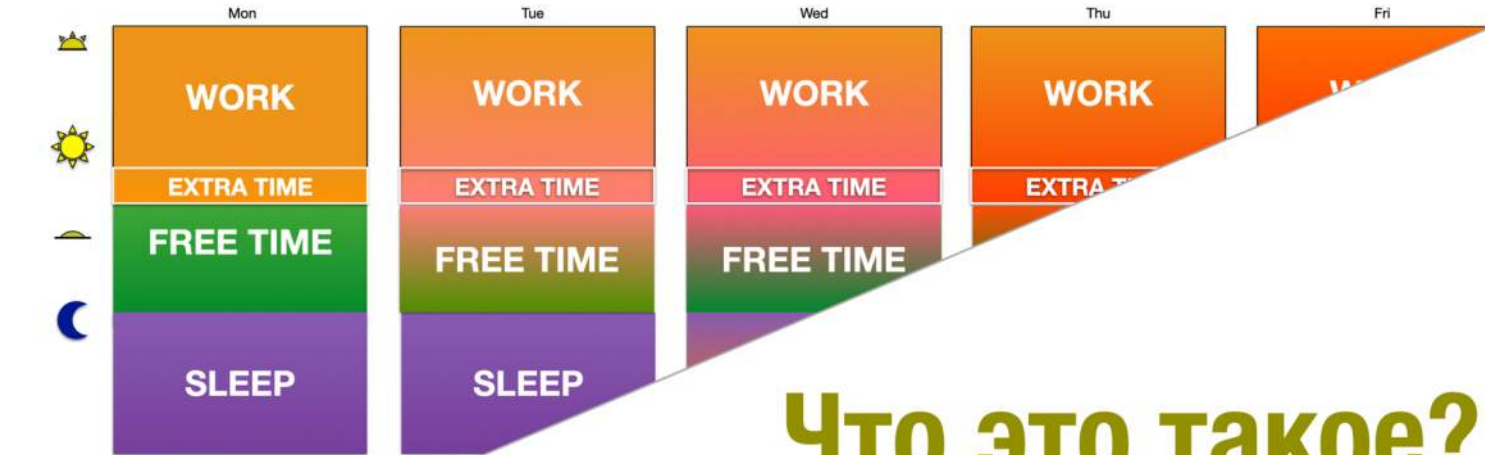 Mon Tue Wed Thu Fri
WORK WORK WORK WORK
EXTRA TIME EXTRA TIME EXTRA TIME EXTRA
FREE TIME FREE TIME FREE TIME
SLEEP SLEEP
Что это такое?